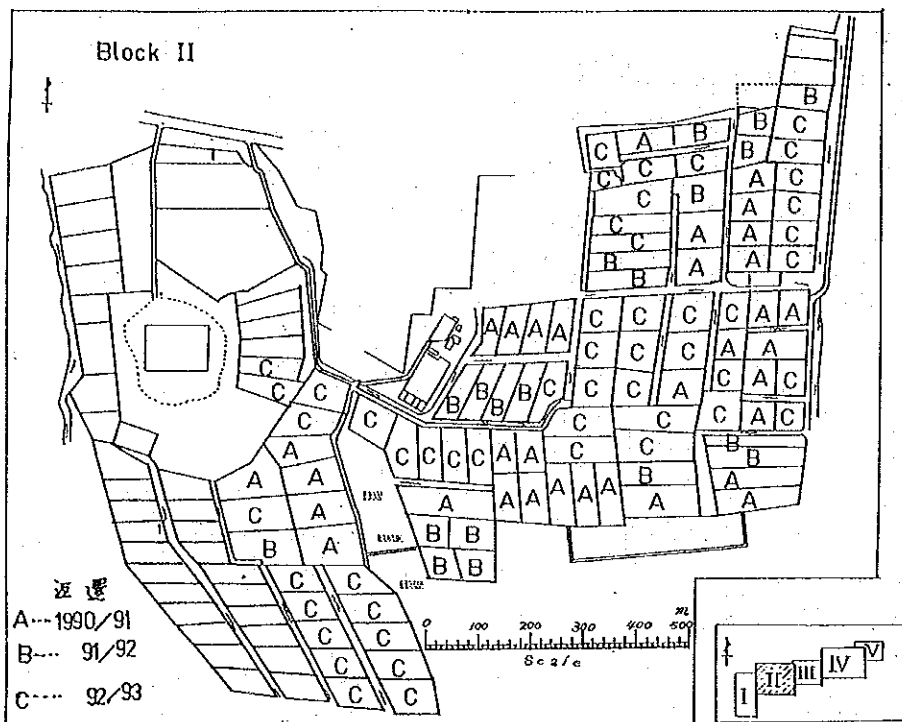 Block II
B
B C
C A B
B C
C C C
A C
C B
A C
C
C A
A C
B
B A
A C
A A A A
C C C
C A A
C C
A A
C C A
A C
B B B B C
C A C
C C
C C
C
C
C C C C C A A
C
C
B
B
A
A
C
A
A A
C A
B A
A
B B
B B
A A A A A
B
A
C C
C C
C C
C C
C C
返還
A--- 1990/91
B--- 91/92
C---- 92/93
0 100 200 300 400 500 m
Scale
I II III IV V